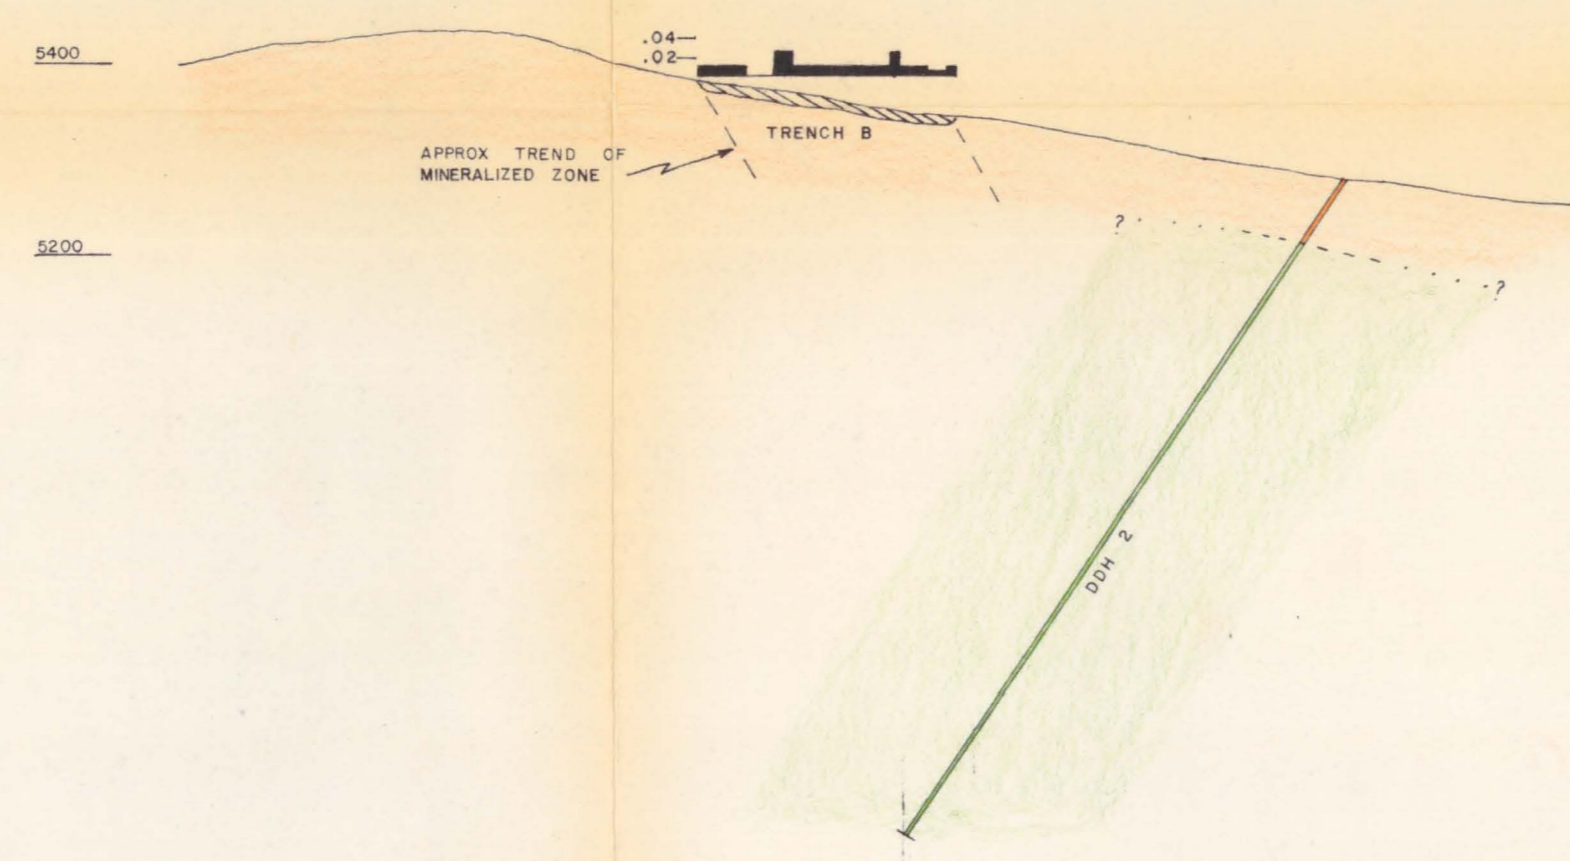 5400
.04
.02
TRENCH B
APPROX TREND OF
MINERALIZED ZONE
5200
?
?
DDH 2